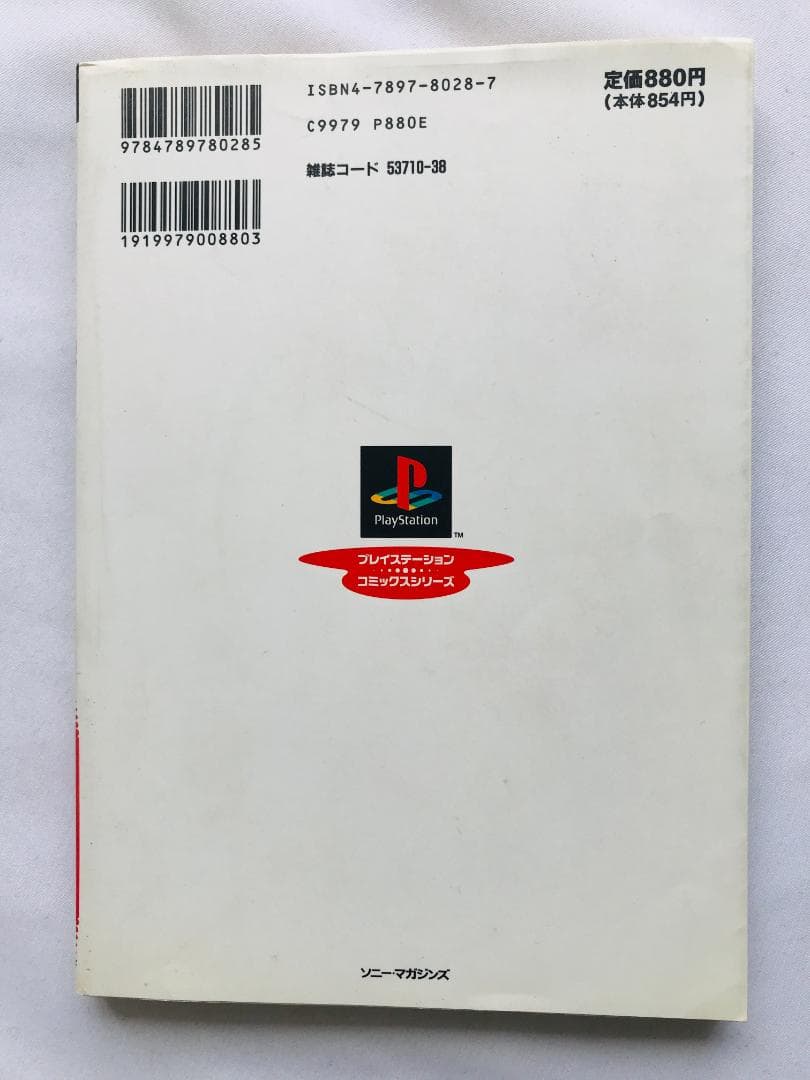 9784789780285
1919979008803
ISBN4-7897-8028-7
C9979 P880E
雑誌コード 53710-38
定価880円
(本体854円)
PlayStation
TM
プレイステーション
コミックスシリーズ
ソニー・マガジンズ